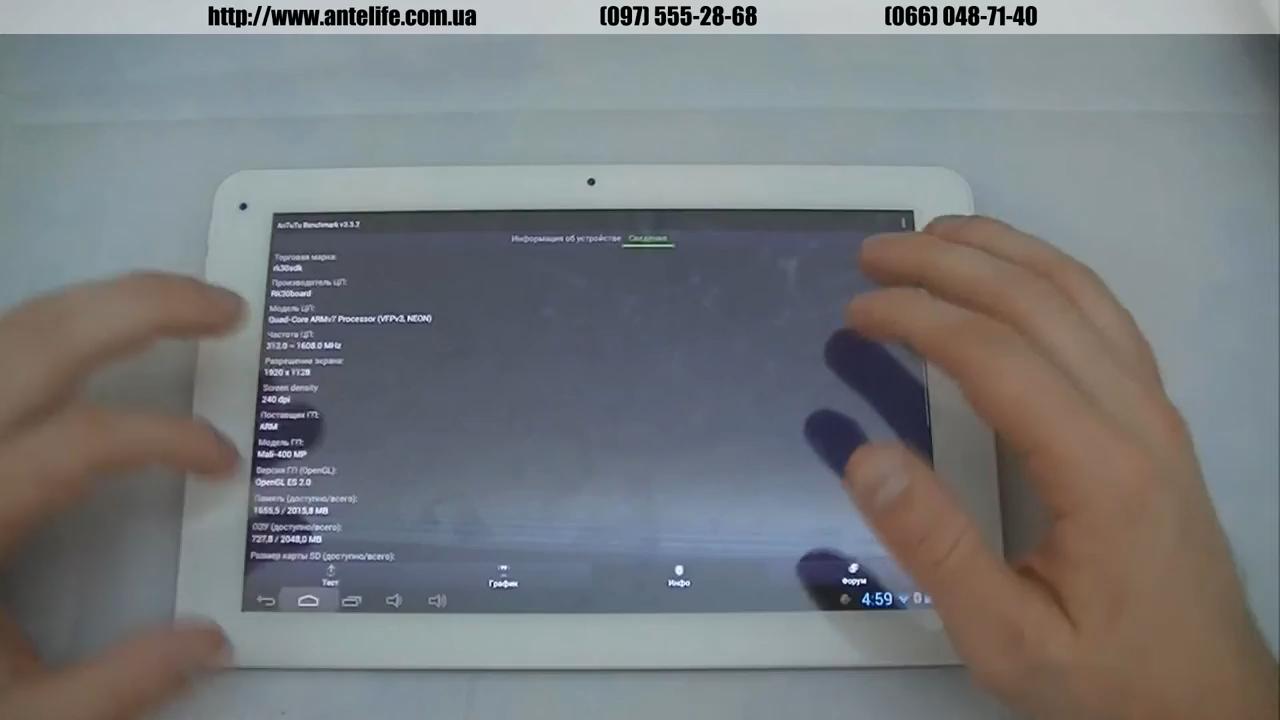 http://www.antelife.com.ua (097) 555-28-68 (066) 048-71-40
AnTuTu Benchmark v3.3.2
Информация об устройстве Сведения
Торговая марка:
rk30sdk
Производитель ЦП:
RK30board
Модель ЦП:
Quad-Core ARMv7 Processor (VFPv3, NEON)
Частота ЦП:
312.0 ~ 1608.0 MHz
Разрешение экрана:
1920 x 1128
Screen density
240 dpi
Поставщик ГП:
ARM
Модель ГП:
Mali-400 MP
Версия ГП (OpenGL):
OpenGL ES 2.0
Память (доступно/всего):
1655,5 / 2015,8 MB
ОЗУ (доступно/всего):
727,8 / 2048,0 MB
Размер карты SD (доступно/всего):
Тест График Инфо Форум
4:59